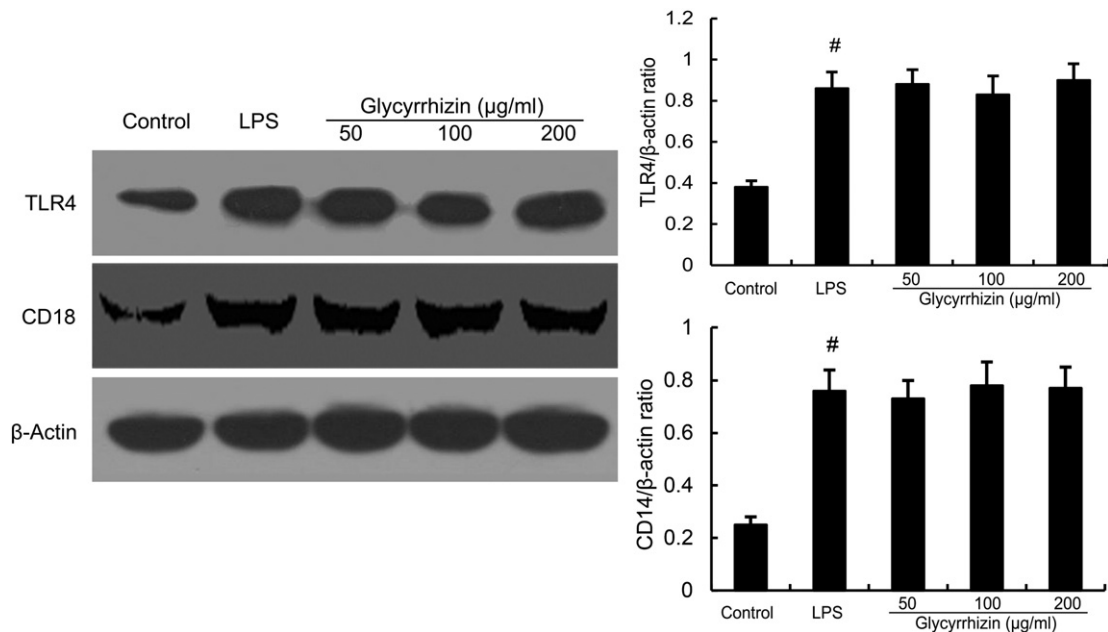 Control LPS Glycyrrhizin (μg/ml)
50 100 200
TLR4
CD18
β-Actin
TLR4/β-actin ratio
1.2
1
0.8
0.6
0.4
0.2
0
#
Control LPS 50 100 200
Glycyrrhizin (μg/ml)
CD14/β-actin ratio
1
0.8
0.6
0.4
0.2
0
#
Control LPS 50 100 200
Glycyrrhizin (μg/ml)